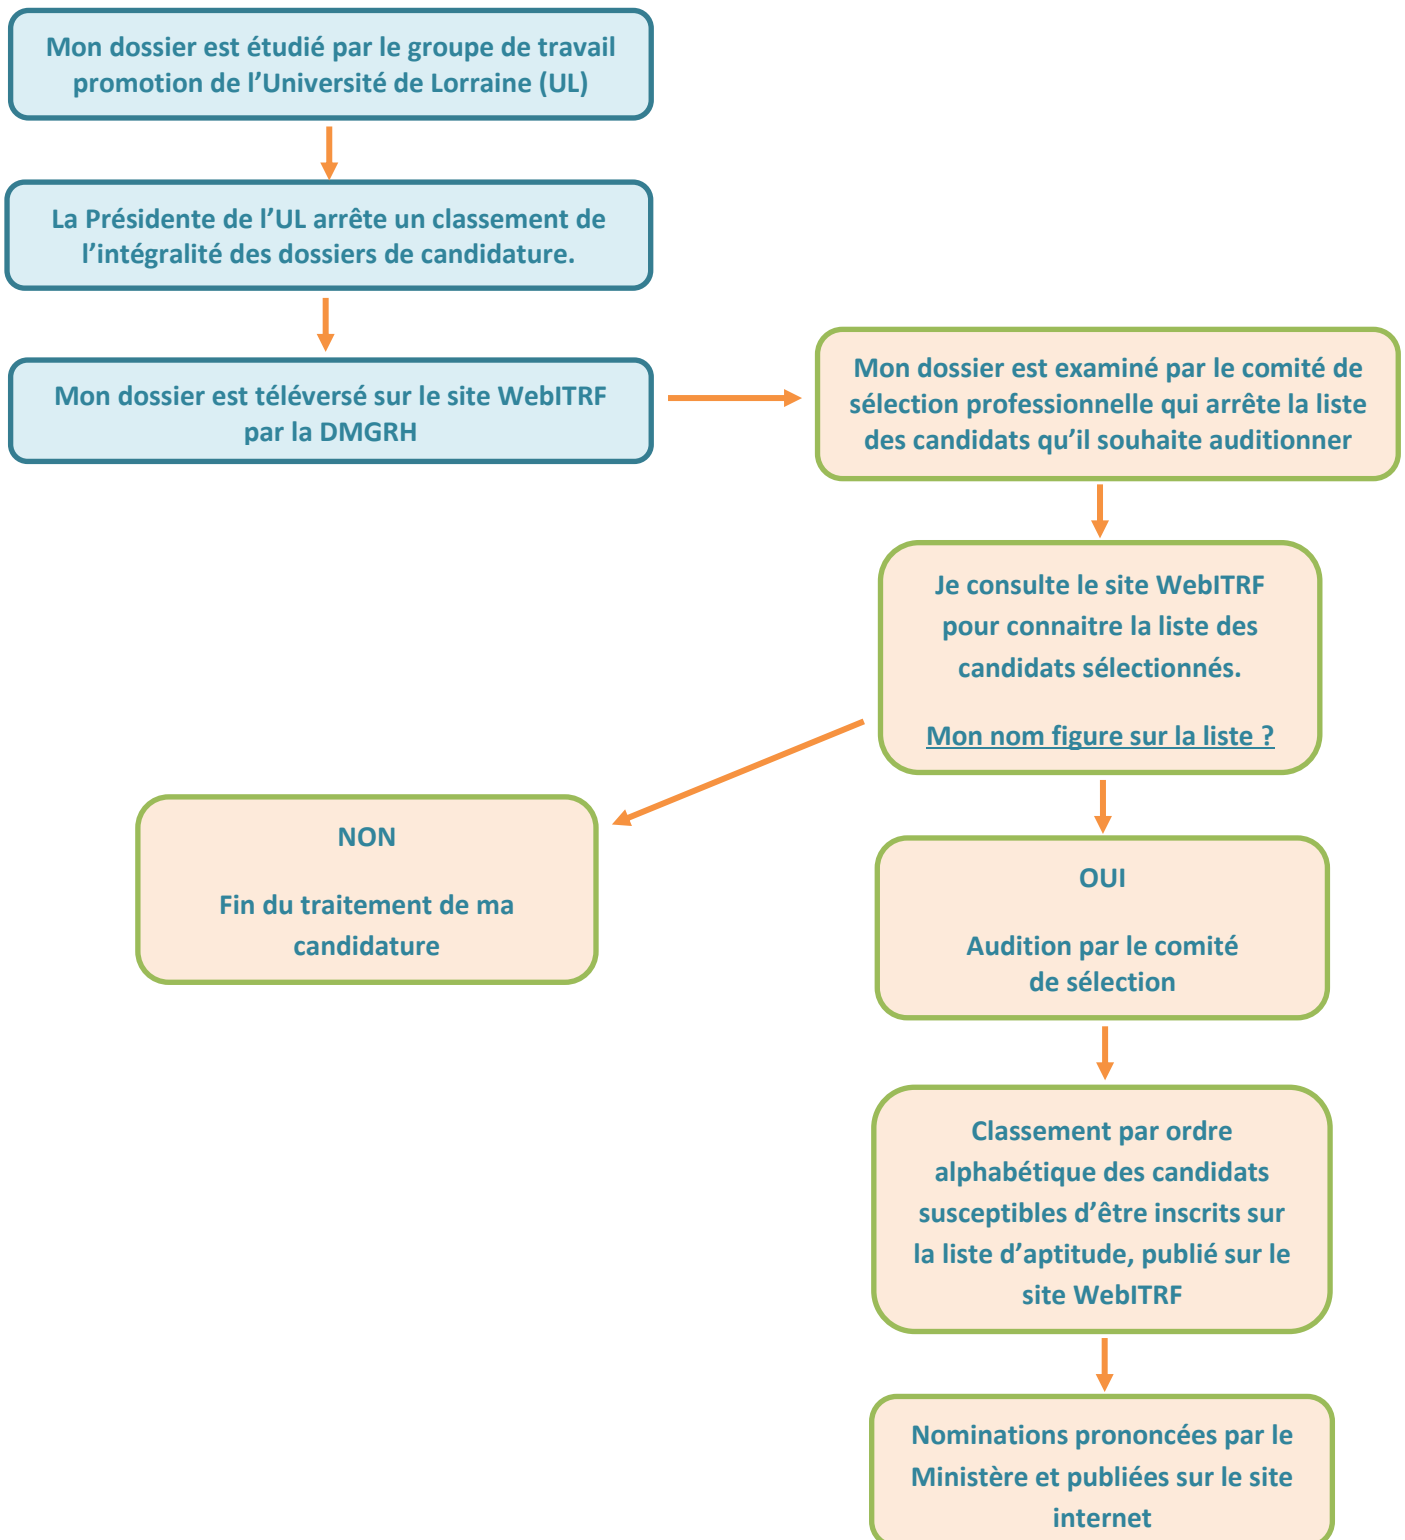 Mon dossier est étudié par le groupe de travail
promotion de l’Université de Lorraine (UL)
La Présidente de l’UL arrête un classement de
l’intégralité des dossiers de candidature.
Mon dossier est téléversé sur le site WebITRF
par la DMGRH
Mon dossier est examiné par le comité de
sélection professionnelle qui arrête la liste
des candidats qu’il souhaite auditionner
Je consulte le site WebITRF
pour connaitre la liste des
candidats sélectionnés.
Mon nom figure sur la liste ?
NON
Fin du traitement de ma
candidature
OUI
Audition par le comité
de sélection
Classement par ordre
alphabétique des candidats
susceptibles d’être inscrits sur
la liste d’aptitude, publié sur le
site WebITRF
Nominations prononcées par le
Ministère et publiées sur le site
internet